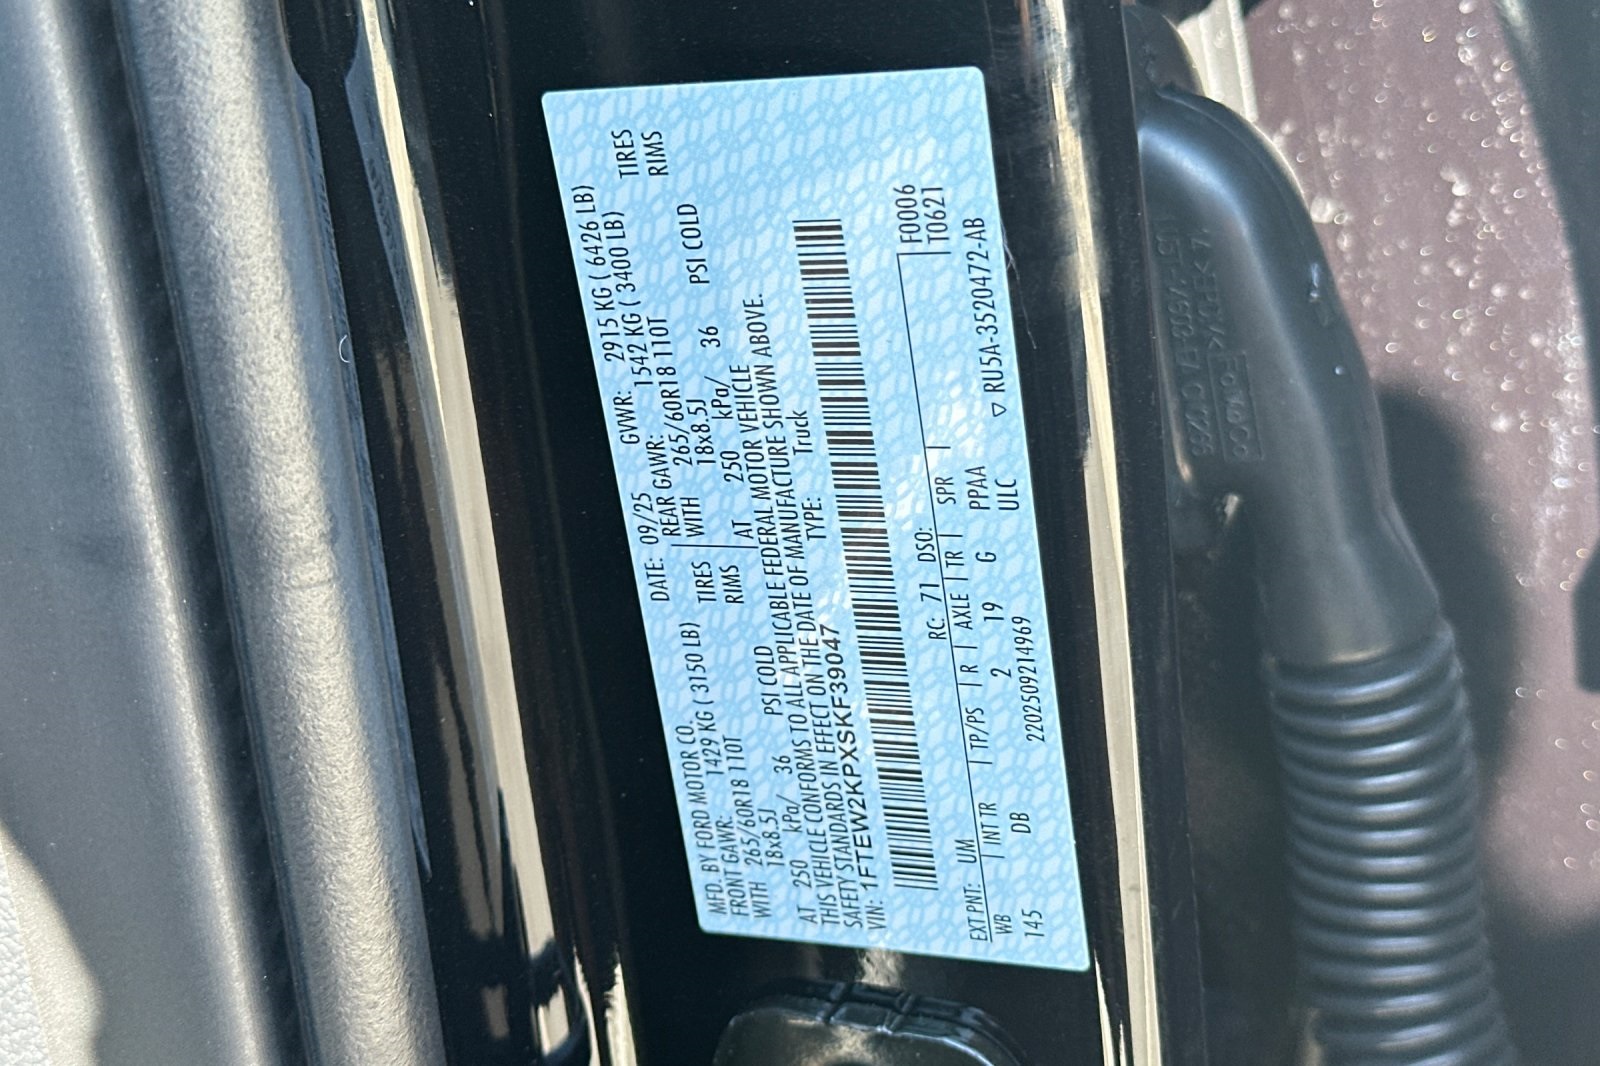 MFD. BY FORD MOTOR CO.
DATE: 09/25 GVWR: 2915 KG ( 6426 LB)
FRONT GAWR: 1429 KG ( 3150 LB) REAR GAWR: 1542 KG ( 3400 LB)
WITH 265/60R18 110T TIRES WITH 265/60R18 110T TIRES
18x8.5J RIMS 18x8.5J RIMS
AT 250 kPa/ 36 PSI COLD AT 250 kPa/ 36 PSI COLD
THIS VEHICLE CONFORMS TO ALL APPLICABLE FEDERAL MOTOR VEHICLE
SAFETY STANDARDS IN EFFECT ON THE DATE OF MANUFACTURE SHOWN ABOVE.
VIN: 1FTEW2KPXSKF39047 TYPE: Truck
F0006
T0621
EXT PNT: UM RC: 71 DSO:
WB INT TR TP/PS R AXLE TR SPR
145 DB 2 19 G PPAA
2202509214969 ULC
▽ RU5A-3520472-AB